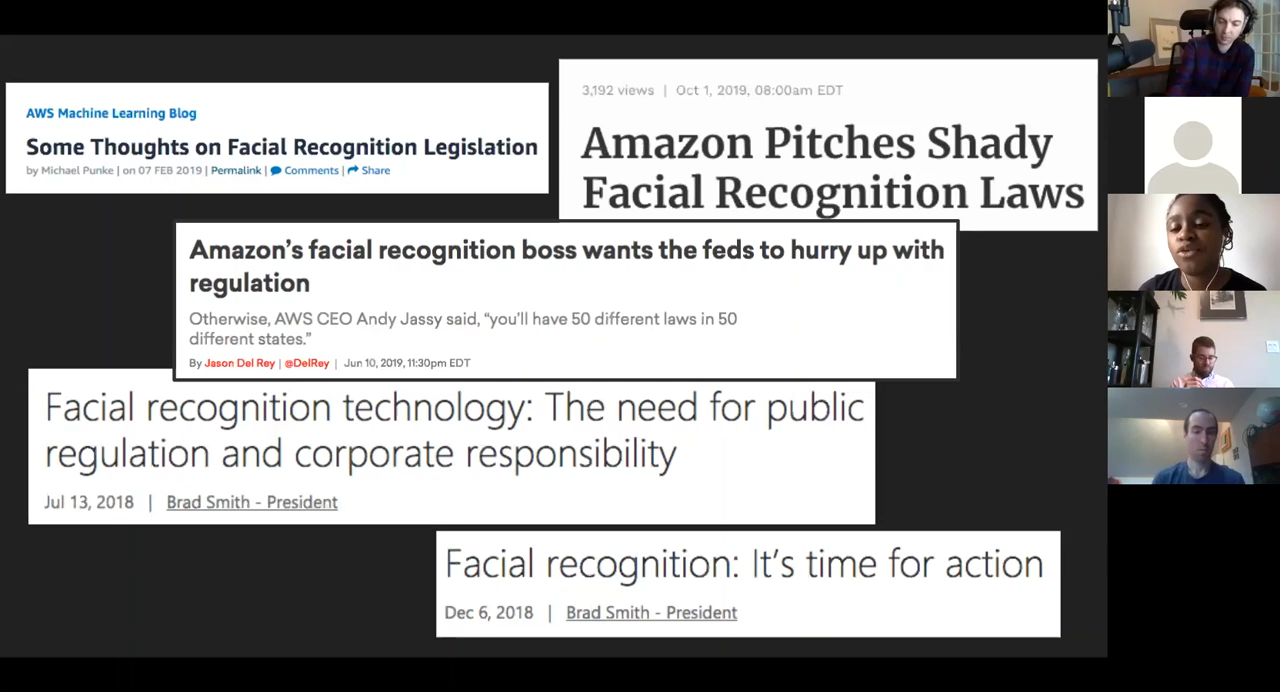 AWS Machine Learning Blog
Some Thoughts on Facial Recognition Legislation
by Michael Punke | on 07 FEB 2019 | Permalink | Comments | Share
3,192 views | Oct 1, 2019, 08:00am EDT
Amazon Pitches Shady
Facial Recognition Laws
Amazon’s facial recognition boss wants the feds to hurry up with
regulation
Otherwise, AWS CEO Andy Jassy said, “you’ll have 50 different laws in 50
different states.”
By Jason Del Rey | @DelRey | Jun 10, 2019, 11:30pm EDT
Facial recognition technology: The need for public
regulation and corporate responsibility
Jul 13, 2018 | Brad Smith - President
Facial recognition: It’s time for action
Dec 6, 2018 | Brad Smith - President